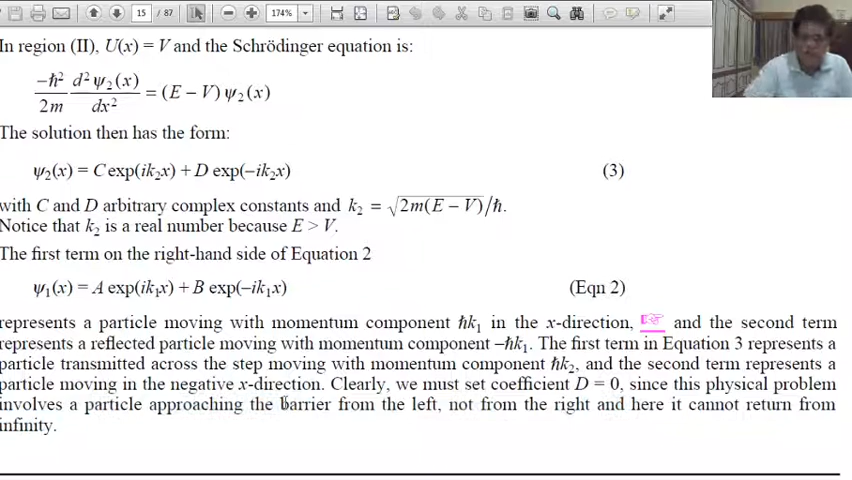 15 / 87 174%
In region (II), U(x) = V and the Schrödinger equation is:
−ħ²/2m d²ψ₂(x)/dx² = (E − V) ψ₂(x)
The solution then has the form:
ψ₂(x) = C exp(ik₂x) + D exp(−ik₂x) (3)
with C and D arbitrary complex constants and k₂ = √2m(E − V)/ħ.
Notice that k₂ is a real number because E > V.
The first term on the right-hand side of Equation 2
ψ₁(x) = A exp(ik₁x) + B exp(−ik₁x) (Eqn 2)
represents a particle moving with momentum component ħk₁ in the x-direction, ☞ and the second term
represents a reflected particle moving with momentum component −ħk₁. The first term in Equation 3 represents a
particle transmitted across the step moving with momentum component ħk₂, and the second term represents a
particle moving in the negative x-direction. Clearly, we must set coefficient D = 0, since this physical problem
involves a particle approaching the barrier from the left, not from the right and here it cannot return from
infinity.